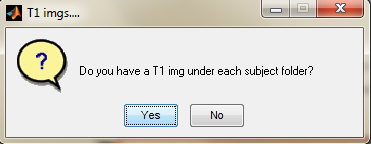 T1 imgs....
?
Do you have a T1 img under each subject folder?
Yes
No